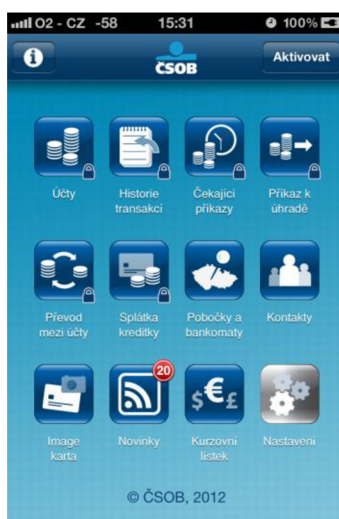 O2 - CZ -58 15:31 100%
ČSOB
Aktivovat
Účty Historie Čekající Příkaz k
transakcí příkazy úhradě
Převod Splátka Pobočky a Kontakty
mezi účty kreditky bankomaty
20
$ € £
Image Novinky Kurzovní Nastavení
karta lístek
© ČSOB, 2012